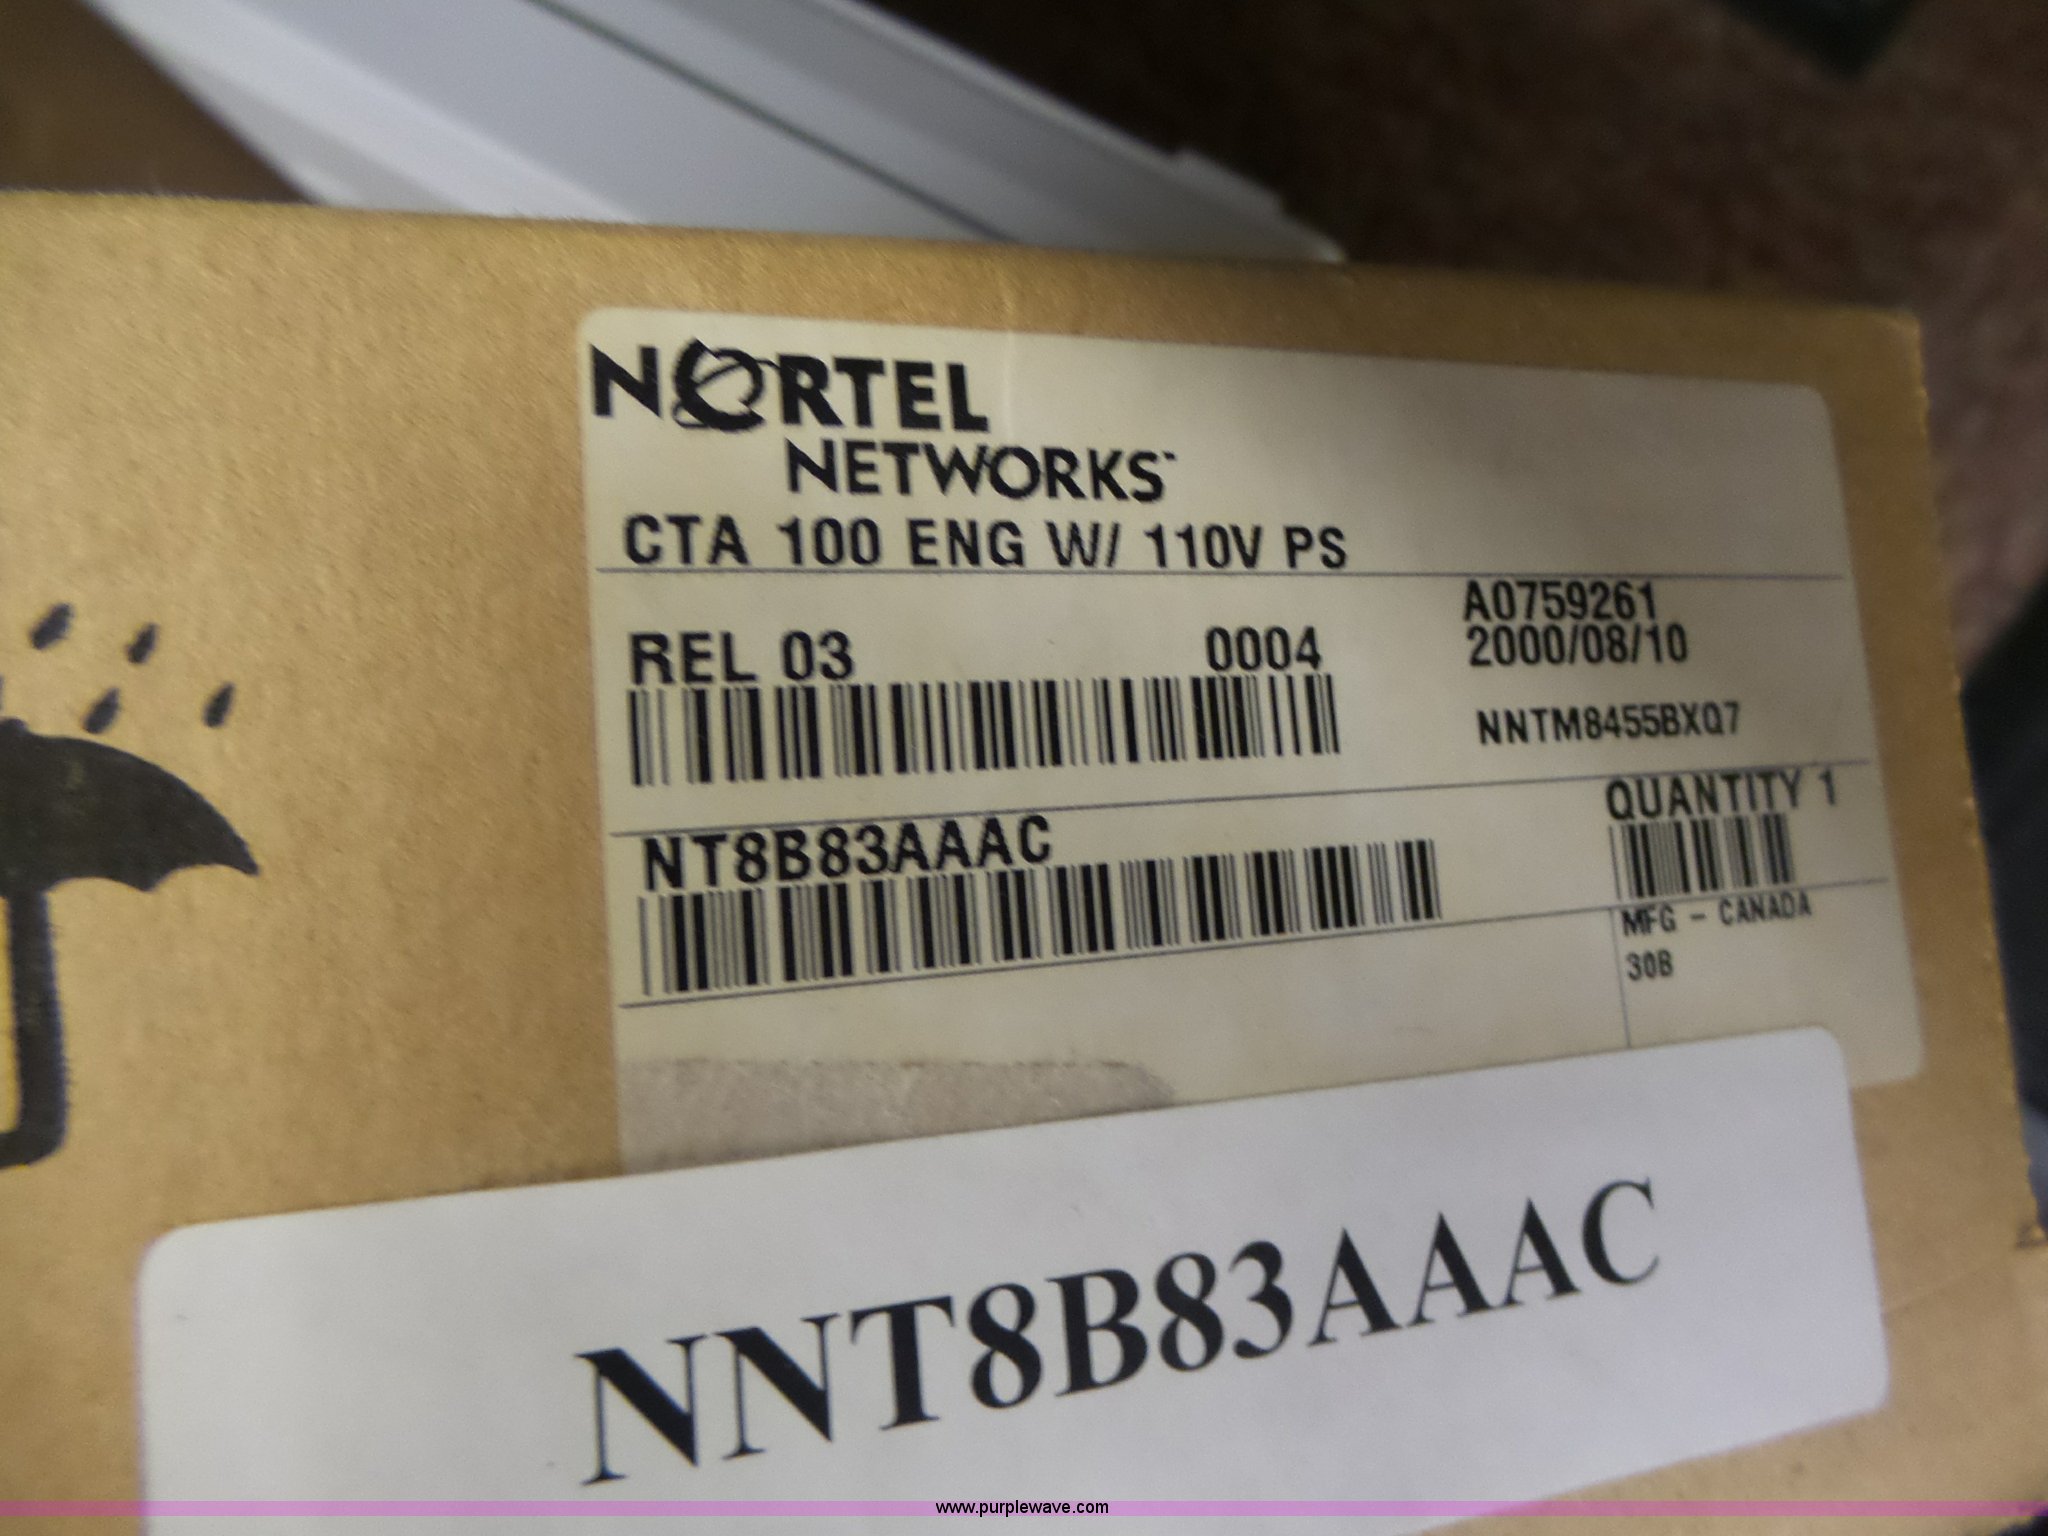 NORTEL
NETWORKS™
CTA 100 ENG W/ 110V PS
REL 03 0004
A0759261
2000/08/10
NNTM8455BXQ7
NT8B83AAAC
QUANTITY 1
MFG - CANADA
30B
NNT8B83AAAC
www.purplewave.com